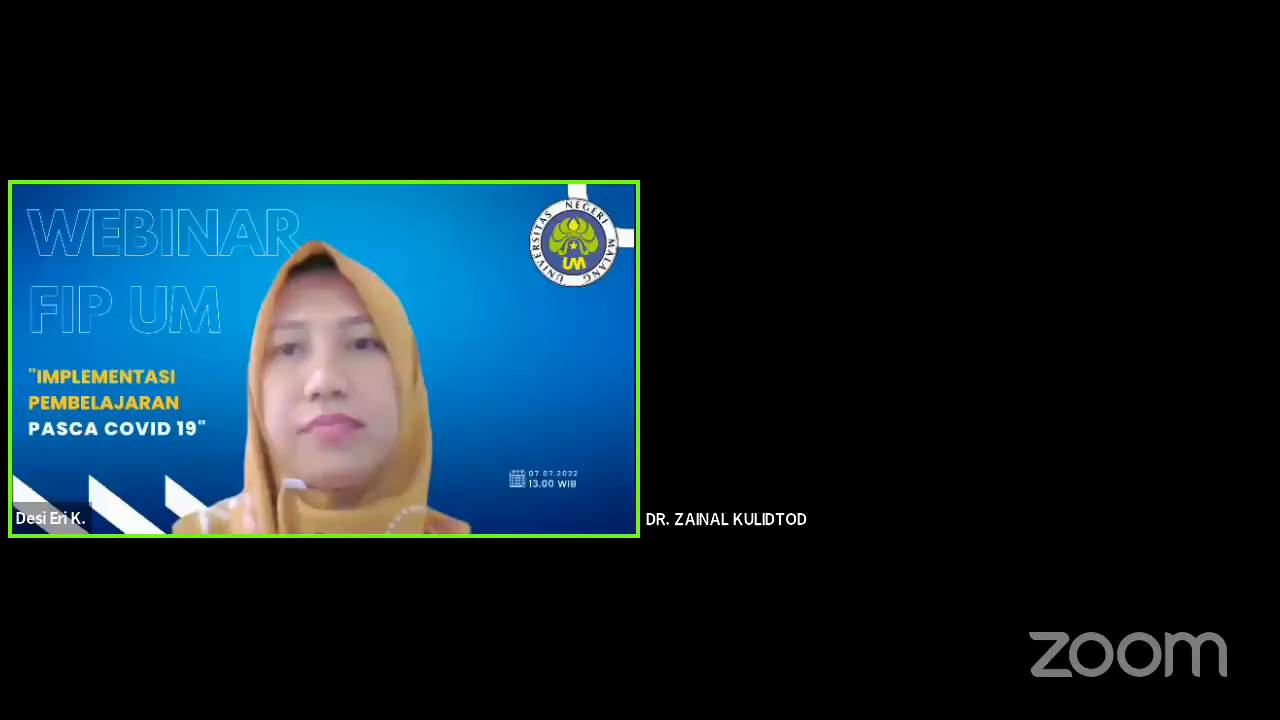 WEBINAR
FIP UM
"IMPLEMENTASI
PEMBELAJARAN
PASCA COVID 19"
UNIVERSITAS NEGERI MALANG
UM
07 07.2022
13.00 WIB
Desi Eri K.
DR. ZAINAL KULIDTOD
zoom